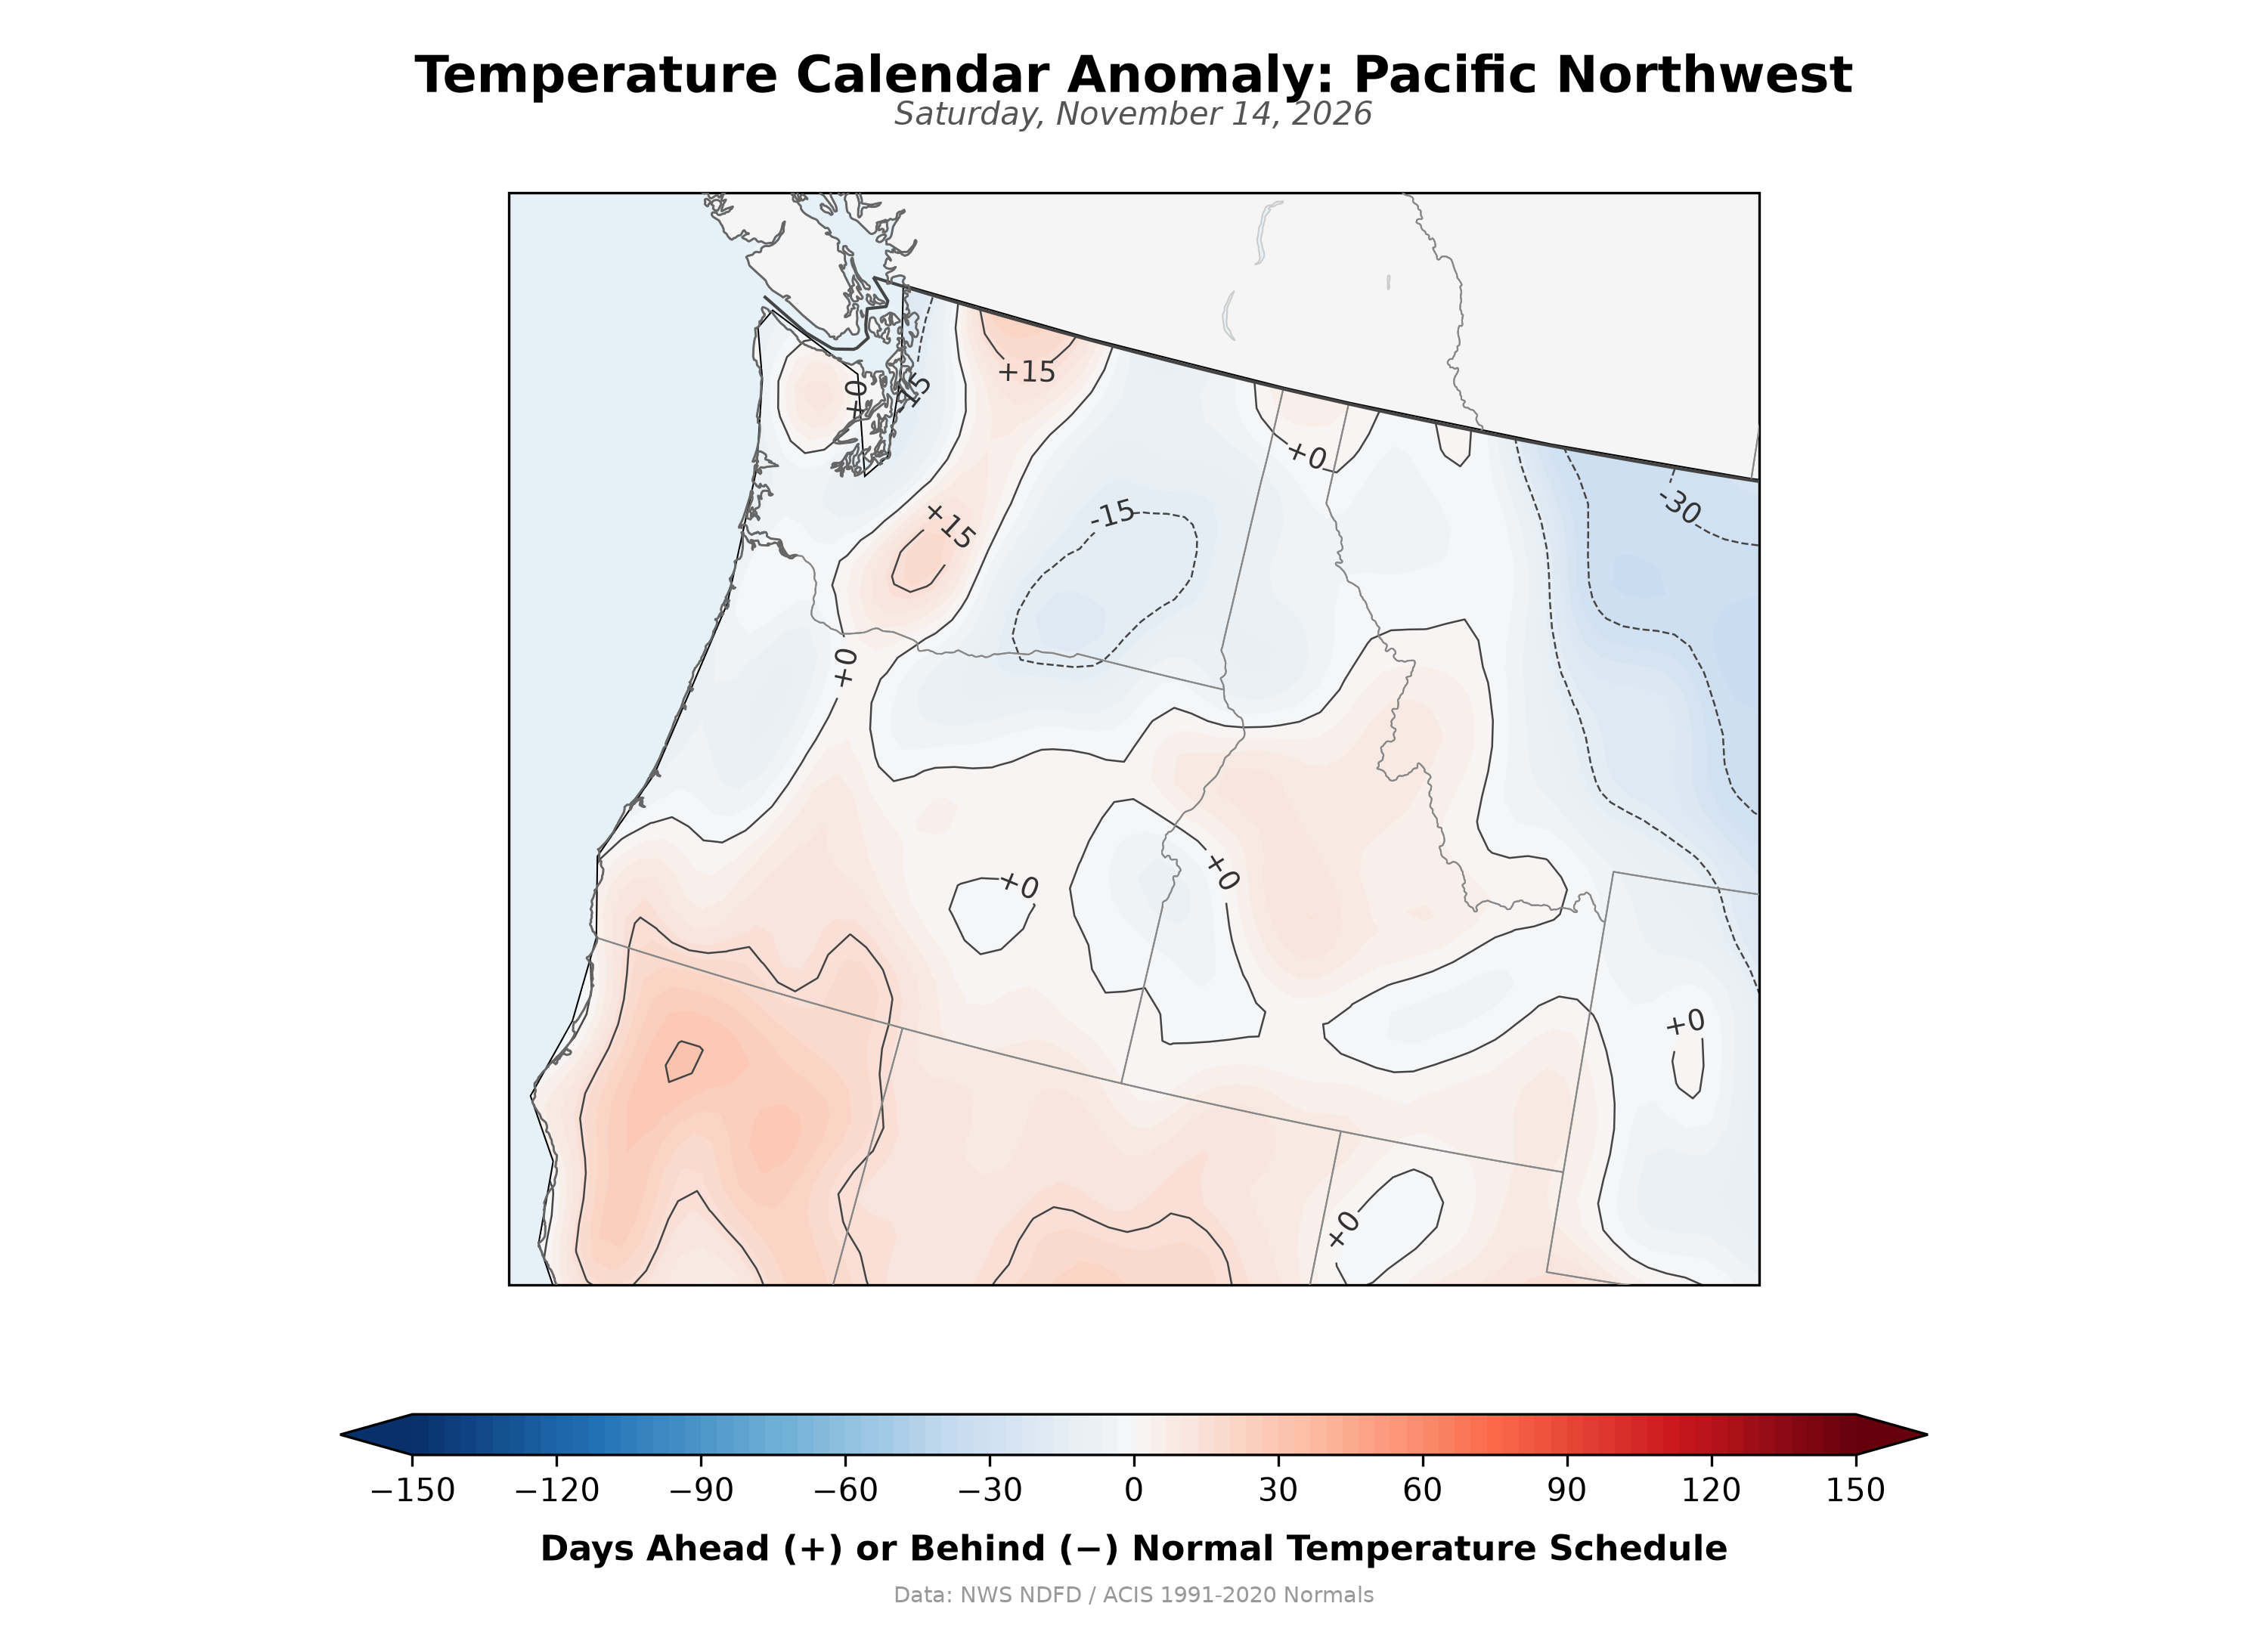 Temperature Calendar Anomaly: Pacific Northwest
Saturday, November 14, 2026
+15
+0
-15
+0
-30
+15
-15
+0
+0
+0
+0
+0
−150 −120 −90 −60 −30 0 30 60 90 120 150
Days Ahead (+) or Behind (−) Normal Temperature Schedule
Data: NWS NDFD / ACIS 1991-2020 Normals